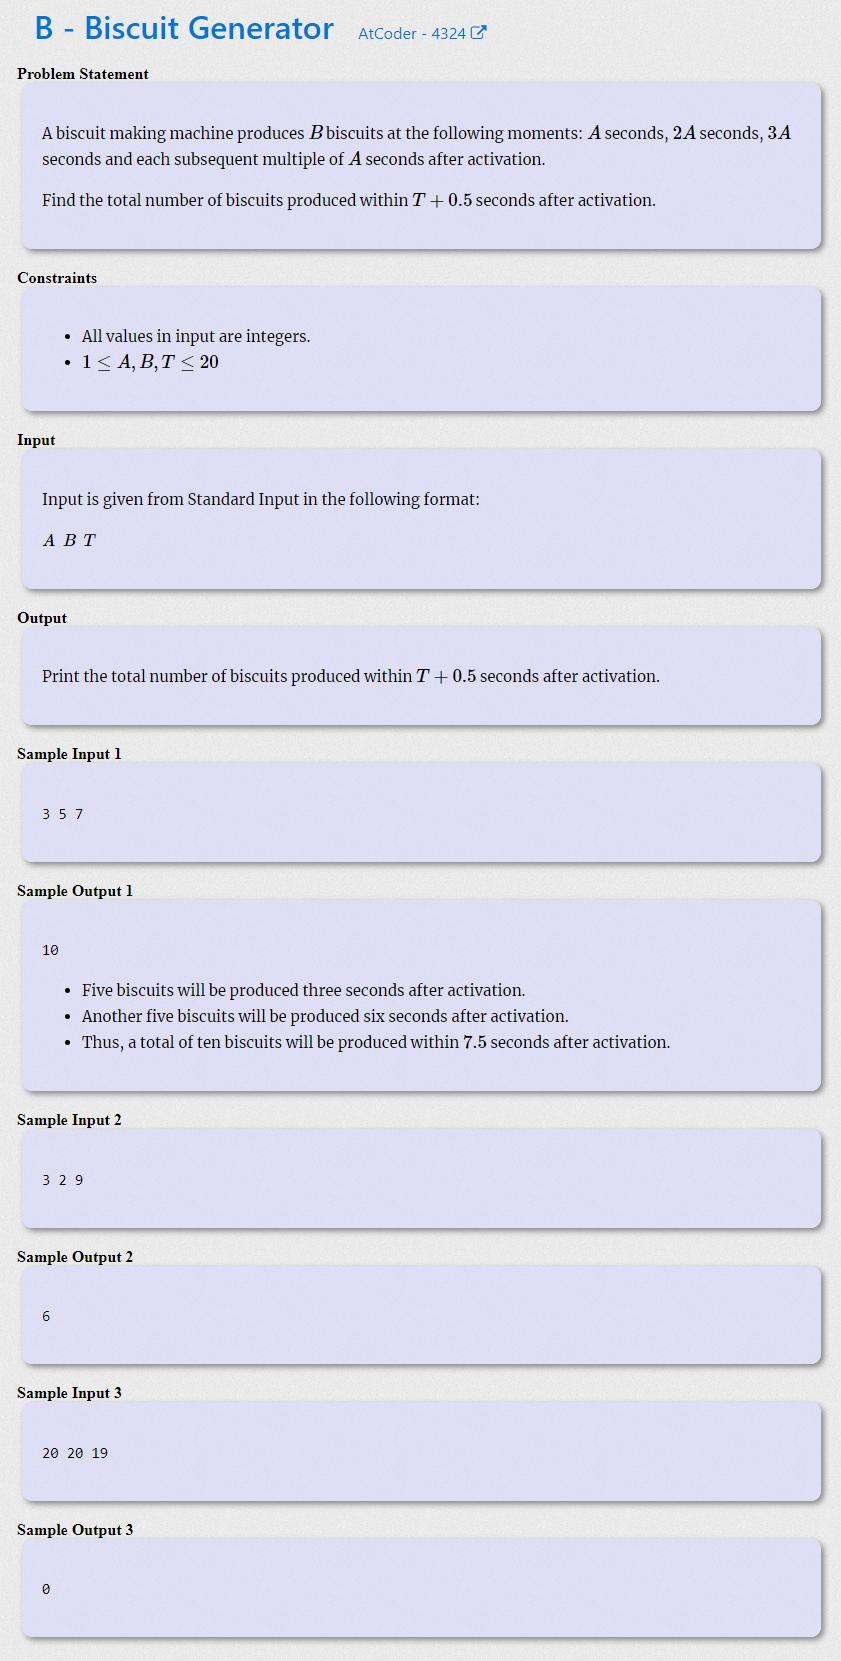 B - Biscuit Generator AtCoder - 4324
Problem Statement
A biscuit making machine produces B biscuits at the following moments: A seconds, 2A seconds, 3A
seconds and each subsequent multiple of A seconds after activation.
Find the total number of biscuits produced within T + 0.5 seconds after activation.
Constraints
• All values in input are integers.
• 1 ≤ A, B, T ≤ 20
Input
Input is given from Standard Input in the following format:
A B T
Output
Print the total number of biscuits produced within T + 0.5 seconds after activation.
Sample Input 1
3 5 7
Sample Output 1
10
• Five biscuits will be produced three seconds after activation.
• Another five biscuits will be produced six seconds after activation.
• Thus, a total of ten biscuits will be produced within 7.5 seconds after activation.
Sample Input 2
3 2 9
Sample Output 2
6
Sample Input 3
20 20 19
Sample Output 3
0